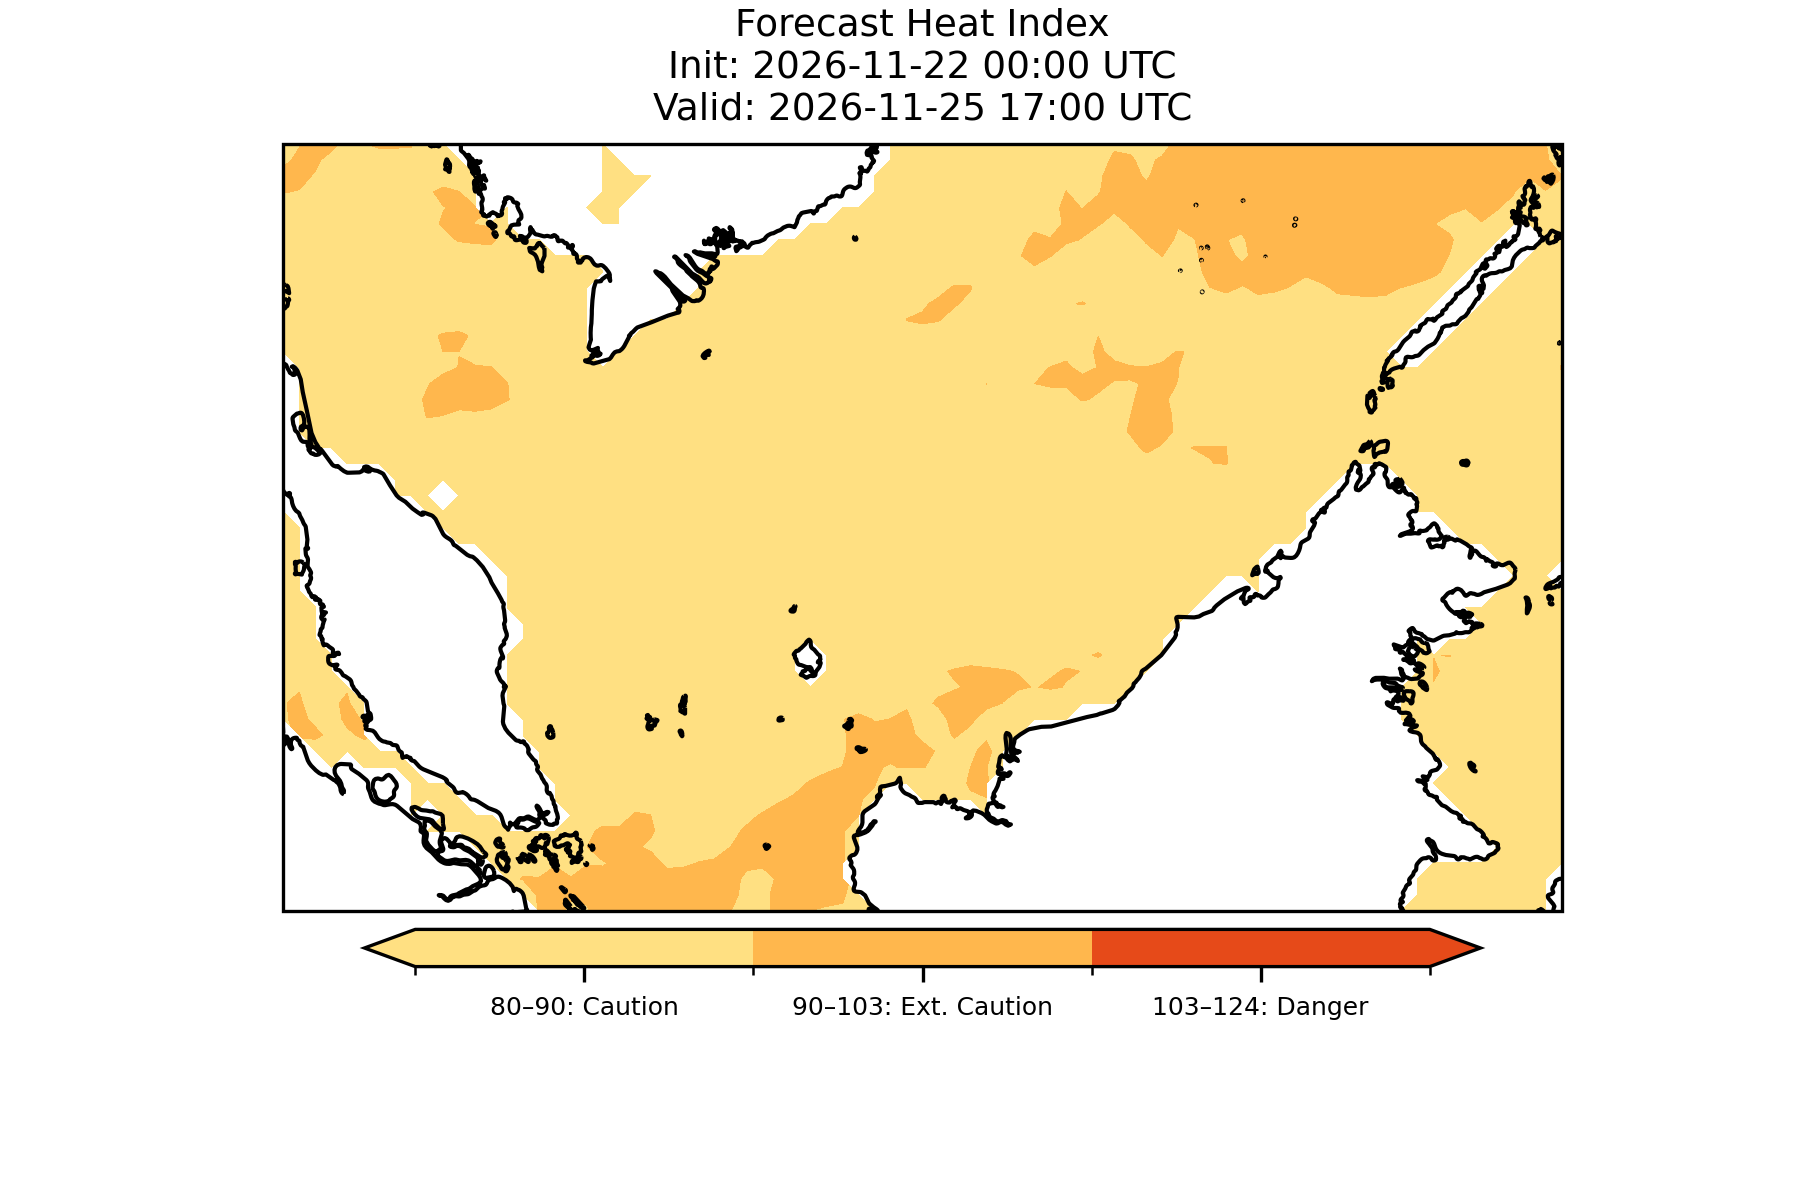 Forecast Heat Index
Init: 2026-11-22 00:00 UTC
Valid: 2026-11-25 17:00 UTC
80–90: Caution
90–103: Ext. Caution
103–124: Danger